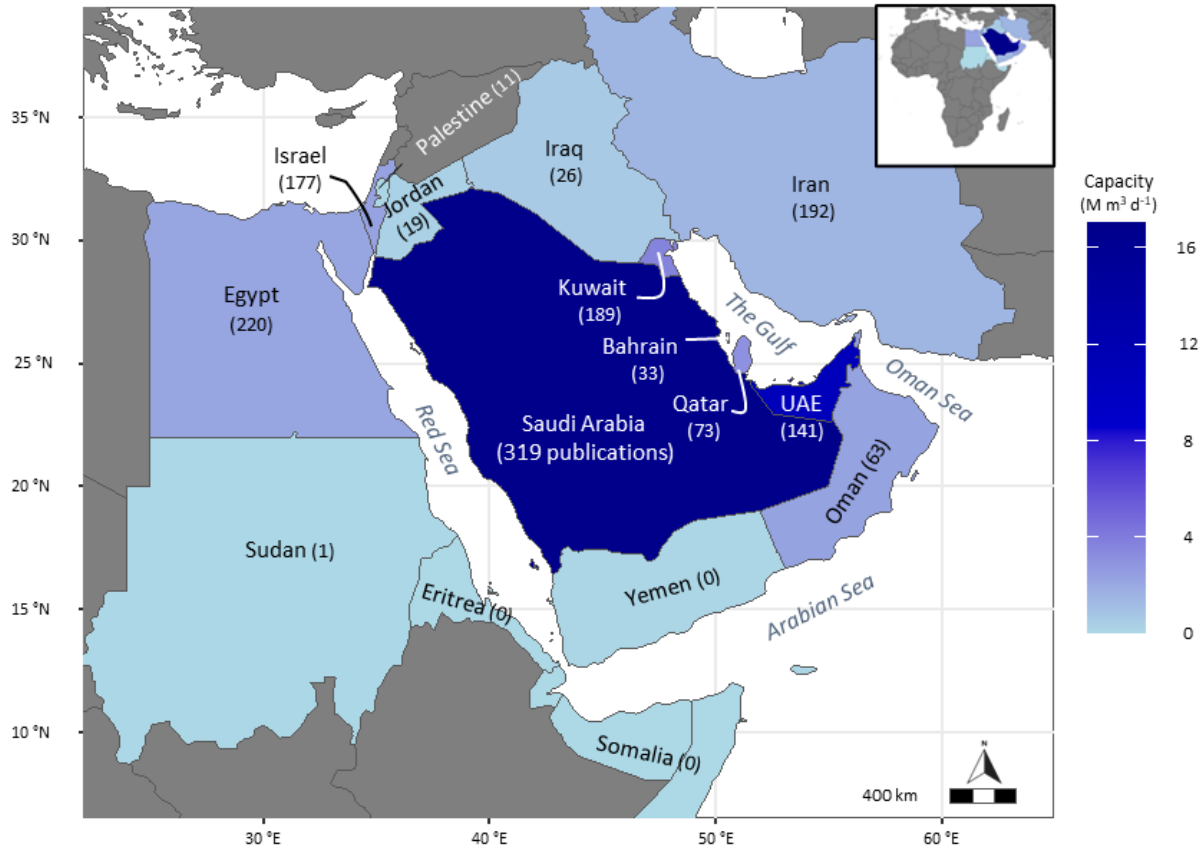 35 °N
30 °N
25 °N
20 °N
15 °N
10 °N
30 °E
40 °E
50 °E
60 °E
Palestine (11)
Israel
(177)
Jordan
(19)
Iraq
(26)
Iran
(192)
Egypt
(220)
Kuwait
(189)
The Gulf
Bahrain
(33)
Qatar
(73)
UAE
(141)
Oman Sea
Saudi Arabia
(319 publications)
Red Sea
Oman (63)
Sudan (1)
Eritrea (0)
Yemen (0)
Arabian Sea
Somalia (0)
N
400 km
Capacity
(M m³ d⁻¹)
16
12
8
4
0